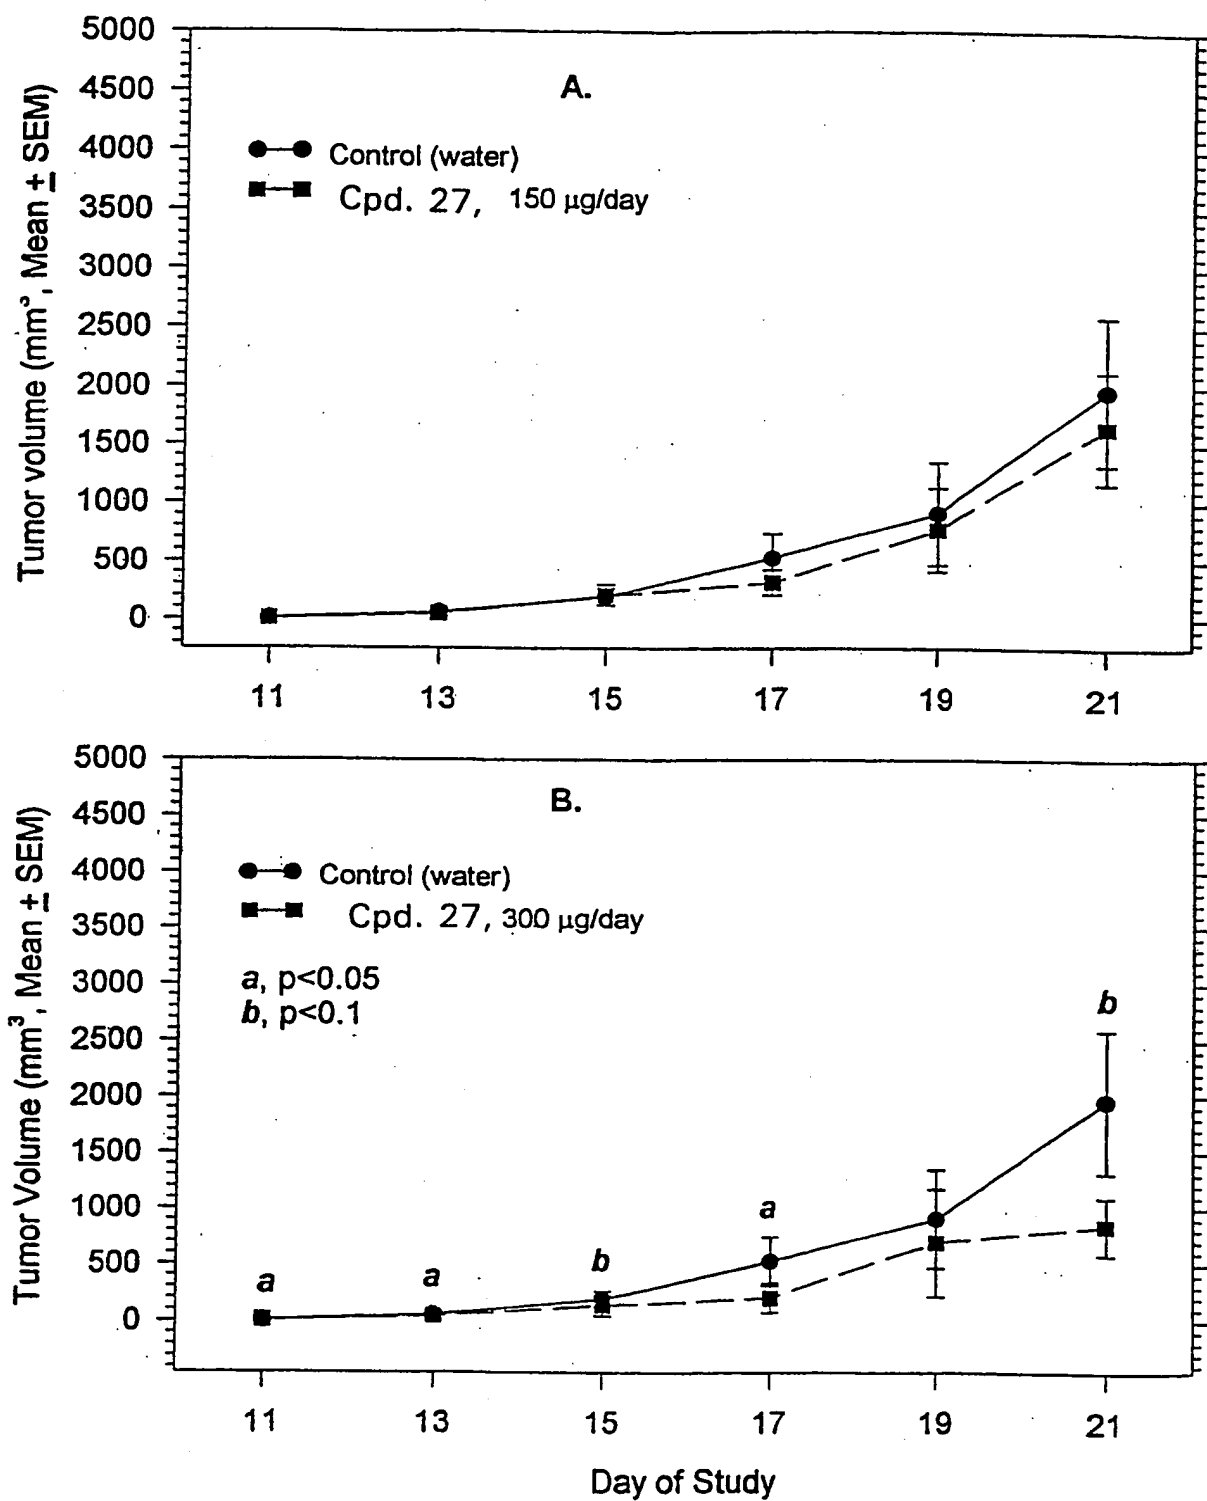 5000
4500
4000
3500
3000
2500
2000
1500
1000
500
0
Tumor volume (mm³, Mean ± SEM)
A.
Control (water)
Cpd. 27, 150 µg/day
11 13 15 17 19 21
5000
4500
4000
3500
3000
2500
2000
1500
1000
500
0
Tumor Volume (mm³, Mean ± SEM)
B.
Control (water)
Cpd. 27, 300 µg/day
a, p<0.05
b, p<0.1
a a b a b
11 13 15 17 19 21
Day of Study